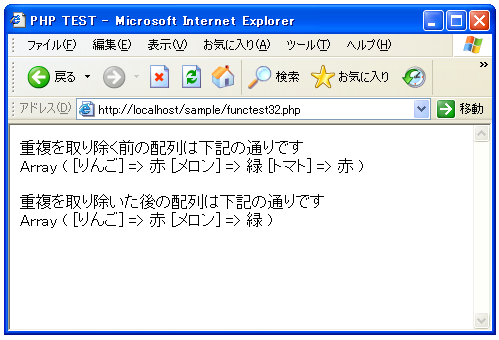 PHP TEST - Microsoft Internet Explorer
ファイル(F) 編集(E) 表示(V) お気に入り(A) ツール(T) ヘルプ(H)
戻る 検索 お気に入り
アドレス(D) http://localhost/sample/functest32.php 移動
重複を取り除く前の配列は下記の通りです
Array ( [りんご] => 赤 [メロン] => 緑 [トマト] => 赤 )
重複を取り除いた後の配列は下記の通りです
Array ( [りんご] => 赤 [メロン] => 緑 )